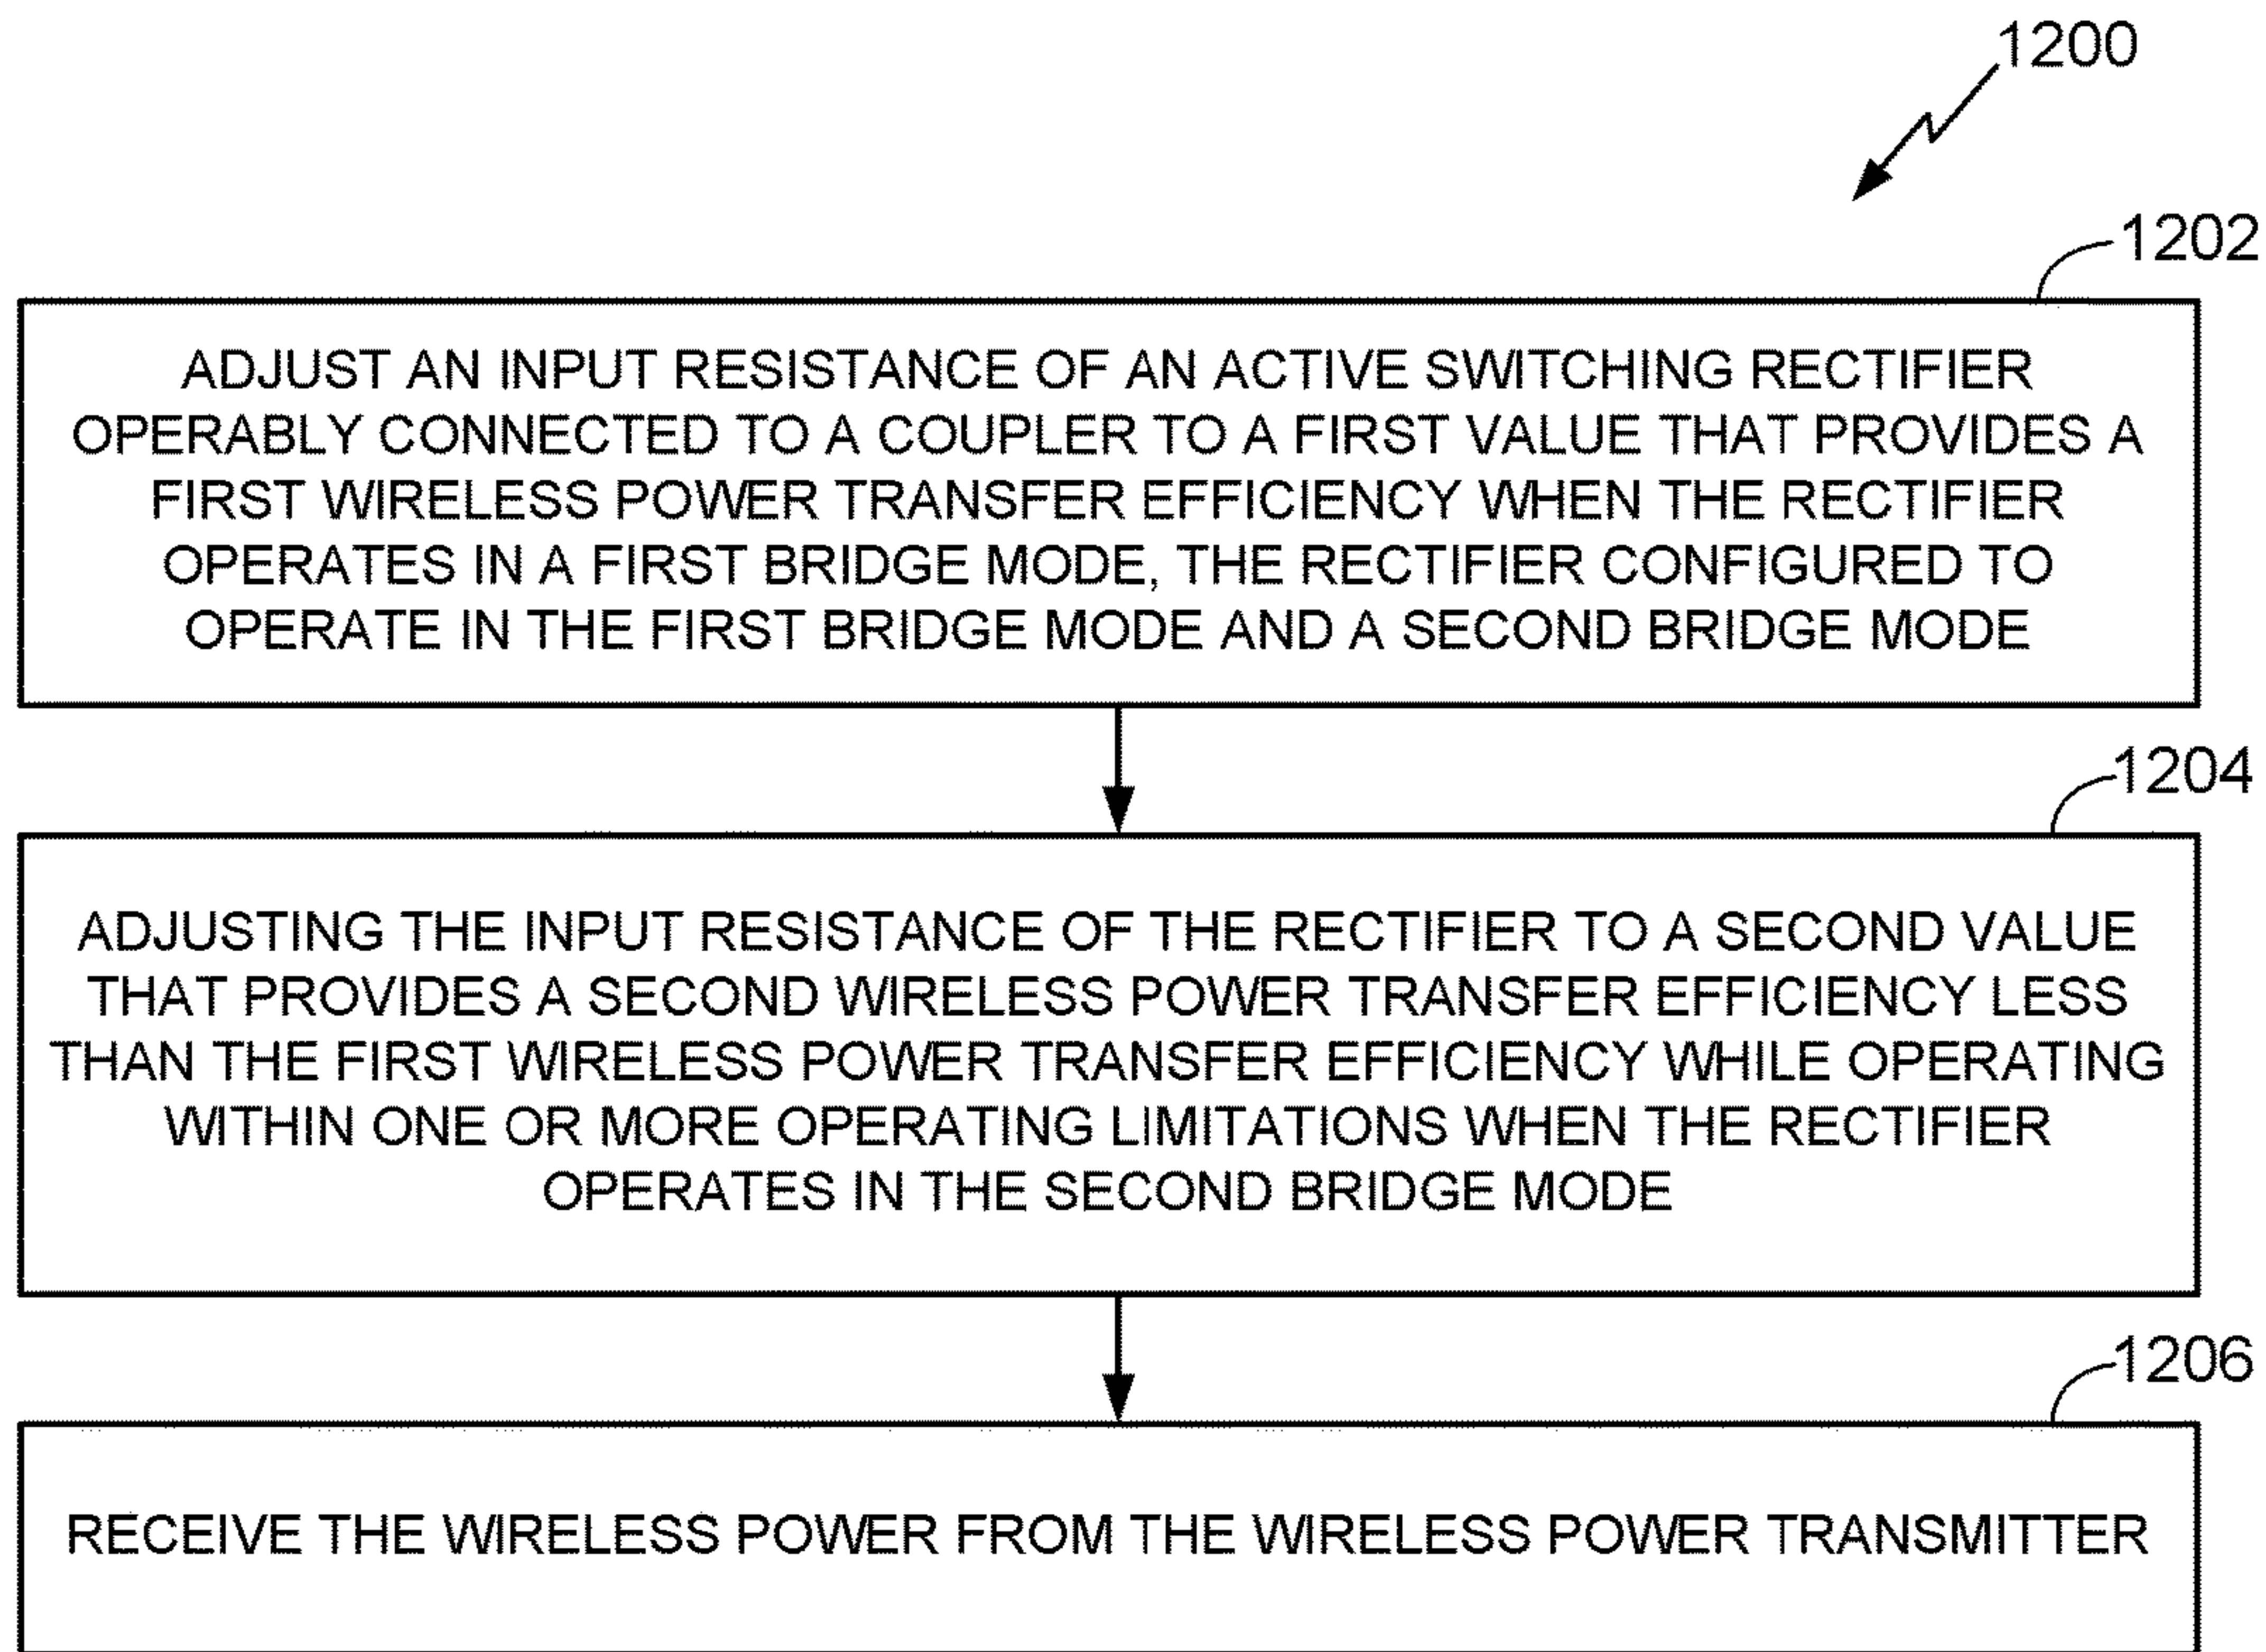 1200
1202
ADJUST AN INPUT RESISTANCE OF AN ACTIVE SWITCHING RECTIFIER
OPERABLY CONNECTED TO A COUPLER TO A FIRST VALUE THAT PROVIDES A
FIRST WIRELESS POWER TRANSFER EFFICIENCY WHEN THE RECTIFIER
OPERATES IN A FIRST BRIDGE MODE, THE RECTIFIER CONFIGURED TO
OPERATE IN THE FIRST BRIDGE MODE AND A SECOND BRIDGE MODE
1204
ADJUSTING THE INPUT RESISTANCE OF THE RECTIFIER TO A SECOND VALUE
THAT PROVIDES A SECOND WIRELESS POWER TRANSFER EFFICIENCY LESS
THAN THE FIRST WIRELESS POWER TRANSFER EFFICIENCY WHILE OPERATING
WITHIN ONE OR MORE OPERATING LIMITATIONS WHEN THE RECTIFIER
OPERATES IN THE SECOND BRIDGE MODE
1206
RECEIVE THE WIRELESS POWER FROM THE WIRELESS POWER TRANSMITTER